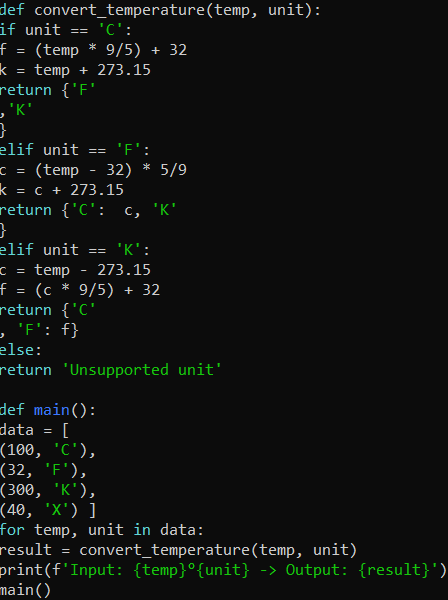 def convert_temperature(temp, unit):
if unit == 'C':
f = (temp * 9/5) + 32
k = temp + 273.15
return {'F'
,'K'
}
elif unit == 'F':
c = (temp - 32) * 5/9
k = c + 273.15
return {'C':  c, 'K'
}
elif unit == 'K':
c = temp - 273.15
f = (c * 9/5) + 32
return {'C'
, 'F': f}
else:
return 'Unsupported unit'

def main():
data = [
(100, 'C'),
(32, 'F'),
(300, 'K'),
(40, 'X') ]
for temp, unit in data:
result = convert_temperature(temp, unit)
print(f'Input: {temp}°{unit} -> Output: {result}')
main()